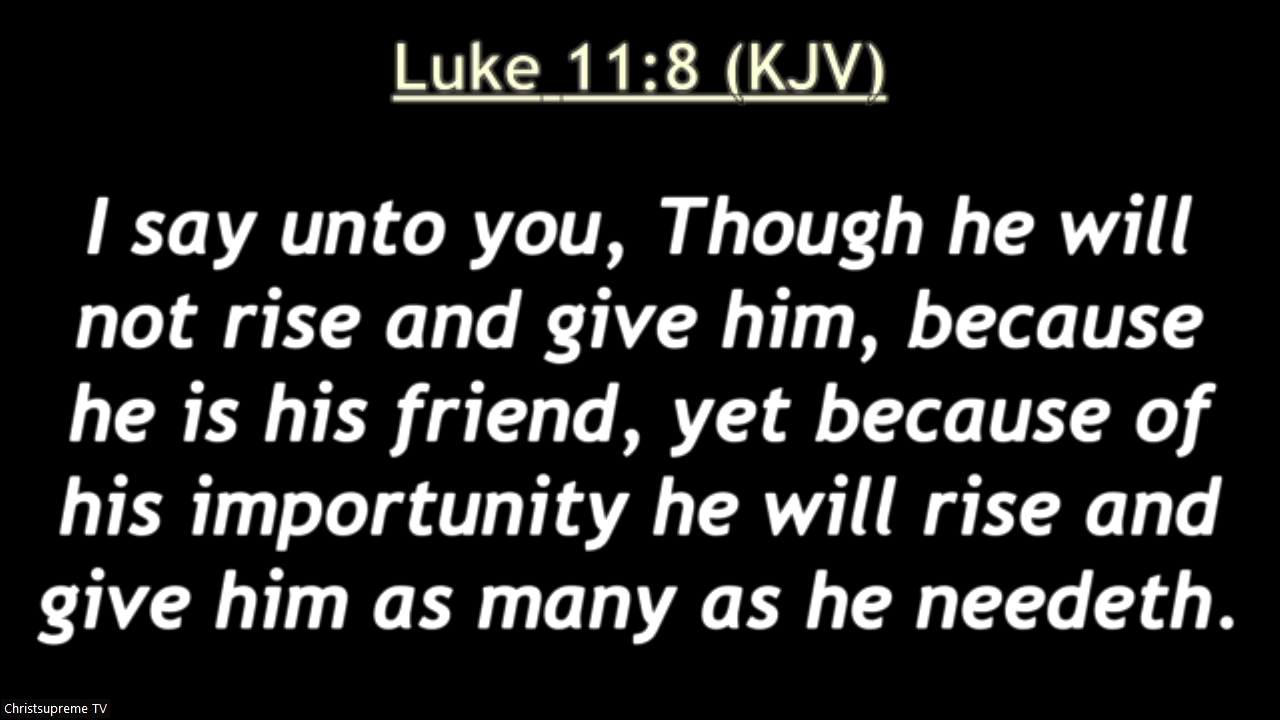 Luke 11:8 (KJV)
I say unto you, Though he will
not rise and give him, because
he is his friend, yet because of
his importunity he will rise and
give him as many as he needeth.
Christsupreme TV